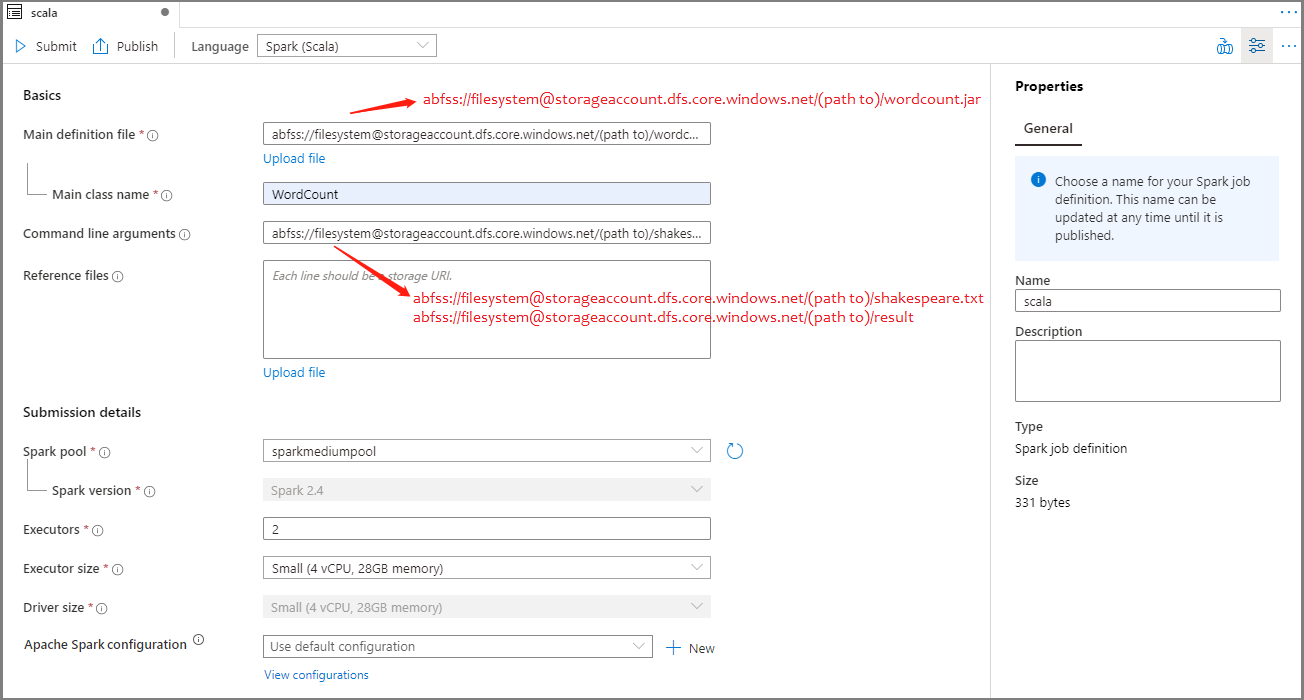 scala
Submit Publish Language Spark (Scala)
Basics
abfss://filesystem@storageaccount.dfs.core.windows.net/(path to)/wordcount.jar
Main definition file * abfss://filesystem@storageaccount.dfs.core.windows.net/(path to)/wordc...
Upload file
Main class name * WordCount
Command line arguments abfss://filesystem@storageaccount.dfs.core.windows.net/(path to)/shakes...
Reference files Each line should be a storage URI.
abfss://filesystem@storageaccount.dfs.core.windows.net/(path to)/shakespeare.txt
abfss://filesystem@storageaccount.dfs.core.windows.net/(path to)/result
Upload file
Submission details
Spark pool * sparkmediumpool
Spark version * Spark 2.4
Executors * 2
Executor size * Small (4 vCPU, 28GB memory)
Driver size * Small (4 vCPU, 28GB memory)
Apache Spark configuration Use default configuration New
View configurations
Properties
General
Choose a name for your Spark job
definition. This name can be
updated at any time until it is
published.
Name
scala
Description
Type
Spark job definition
Size
331 bytes